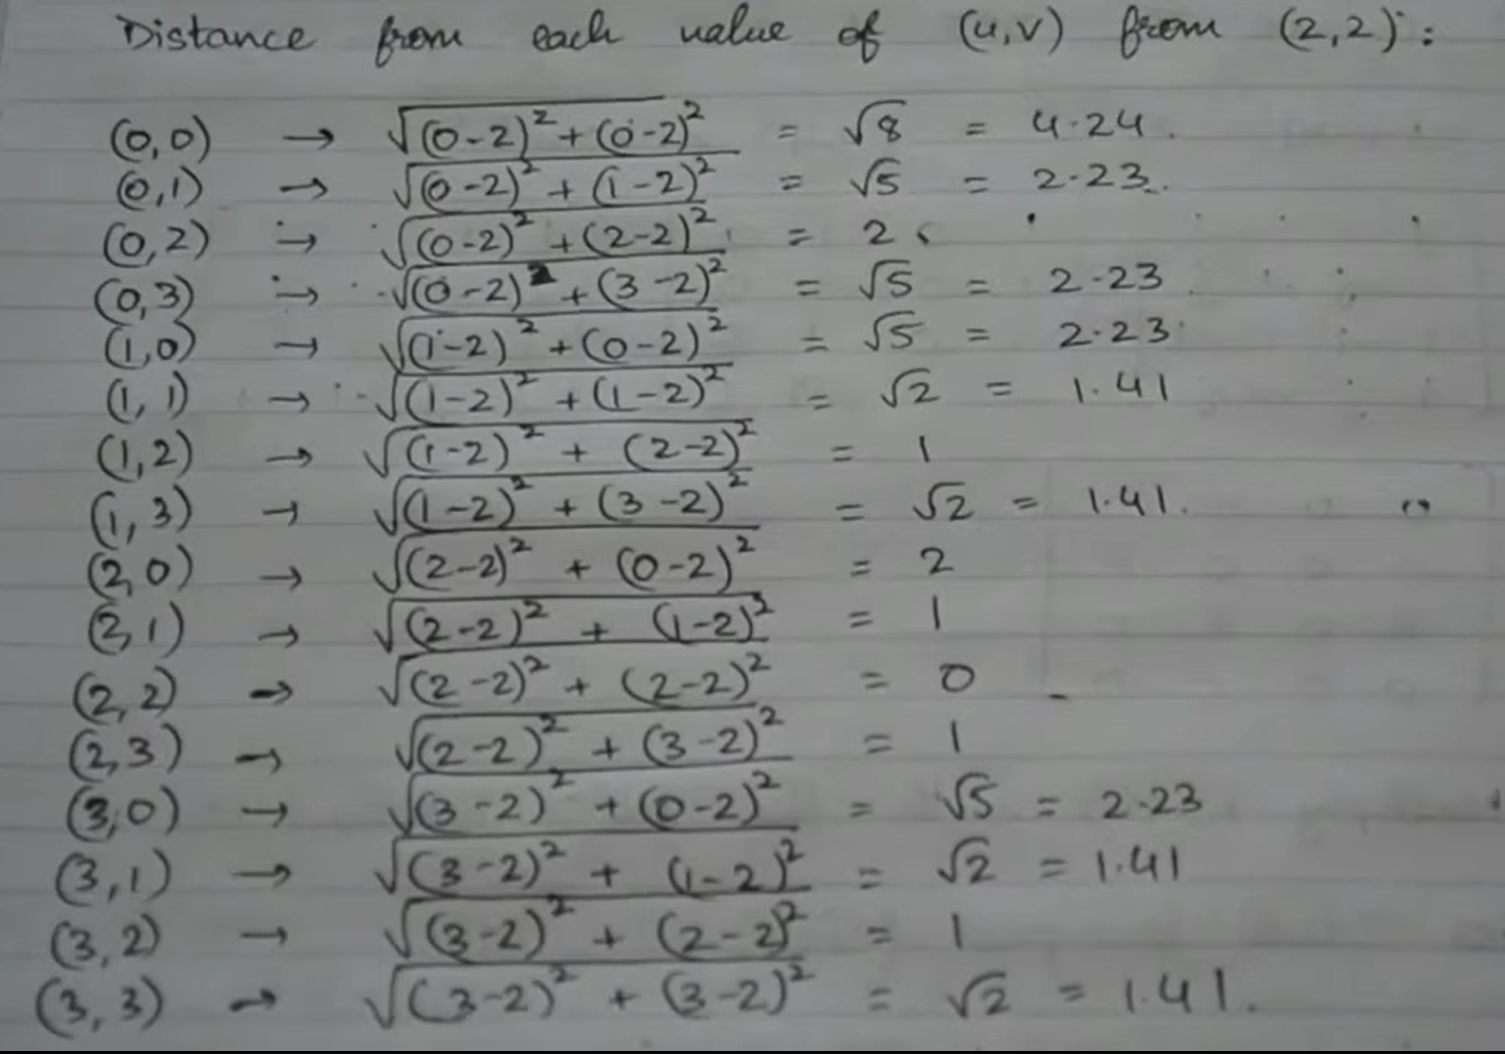 Distance from each value of (u,v) from (2,2):
(0,0) → √(0-2)² + (0-2)² = √8 = 4.24.
(0,1) → √(0-2)² + (1-2)² = √5 = 2.23.
(0,2) → √(0-2)² + (2-2)² = 2
(0,3) → √(0-2)² + (3-2)² = √5 = 2.23
(1,0) → √(1-2)² + (0-2)² = √5 = 2.23
(1,1) → √(1-2)² + (1-2)² = √2 = 1.41
(1,2) → √(1-2)² + (2-2)² = 1
(1,3) → √(1-2)² + (3-2)² = √2 = 1.41.
(2,0) → √(2-2)² + (0-2)² = 2
(2,1) → √(2-2)² + (1-2)² = 1
(2,2) → √(2-2)² + (2-2)² = 0
(2,3) → √(2-2)² + (3-2)² = 1
(3,0) → √(3-2)² + (0-2)² = √5 = 2.23
(3,1) → √(3-2)² + (1-2)² = √2 = 1.41
(3,2) → √(3-2)² + (2-2)² = 1
(3,3) → √(3-2)² + (3-2)² = √2 = 1.41.